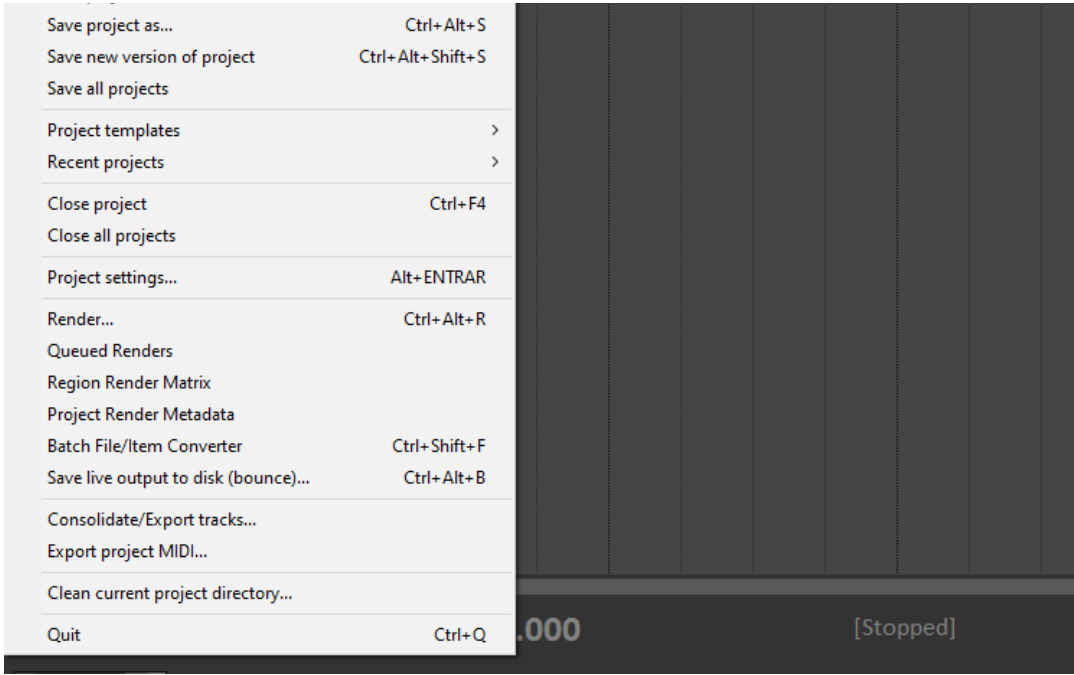 Save project as... Ctrl+Alt+S
Save new version of project Ctrl+Alt+Shift+S
Save all projects
Project templates >
Recent projects >
Close project Ctrl+F4
Close all projects
Project settings... Alt+ENTRAR
Render... Ctrl+Alt+R
Queued Renders
Region Render Matrix
Project Render Metadata
Batch File/Item Converter Ctrl+Shift+F
Save live output to disk (bounce)... Ctrl+Alt+B
Consolidate/Export tracks...
Export project MIDI...
Clean current project directory...
Quit Ctrl+Q
.000 [Stopped]